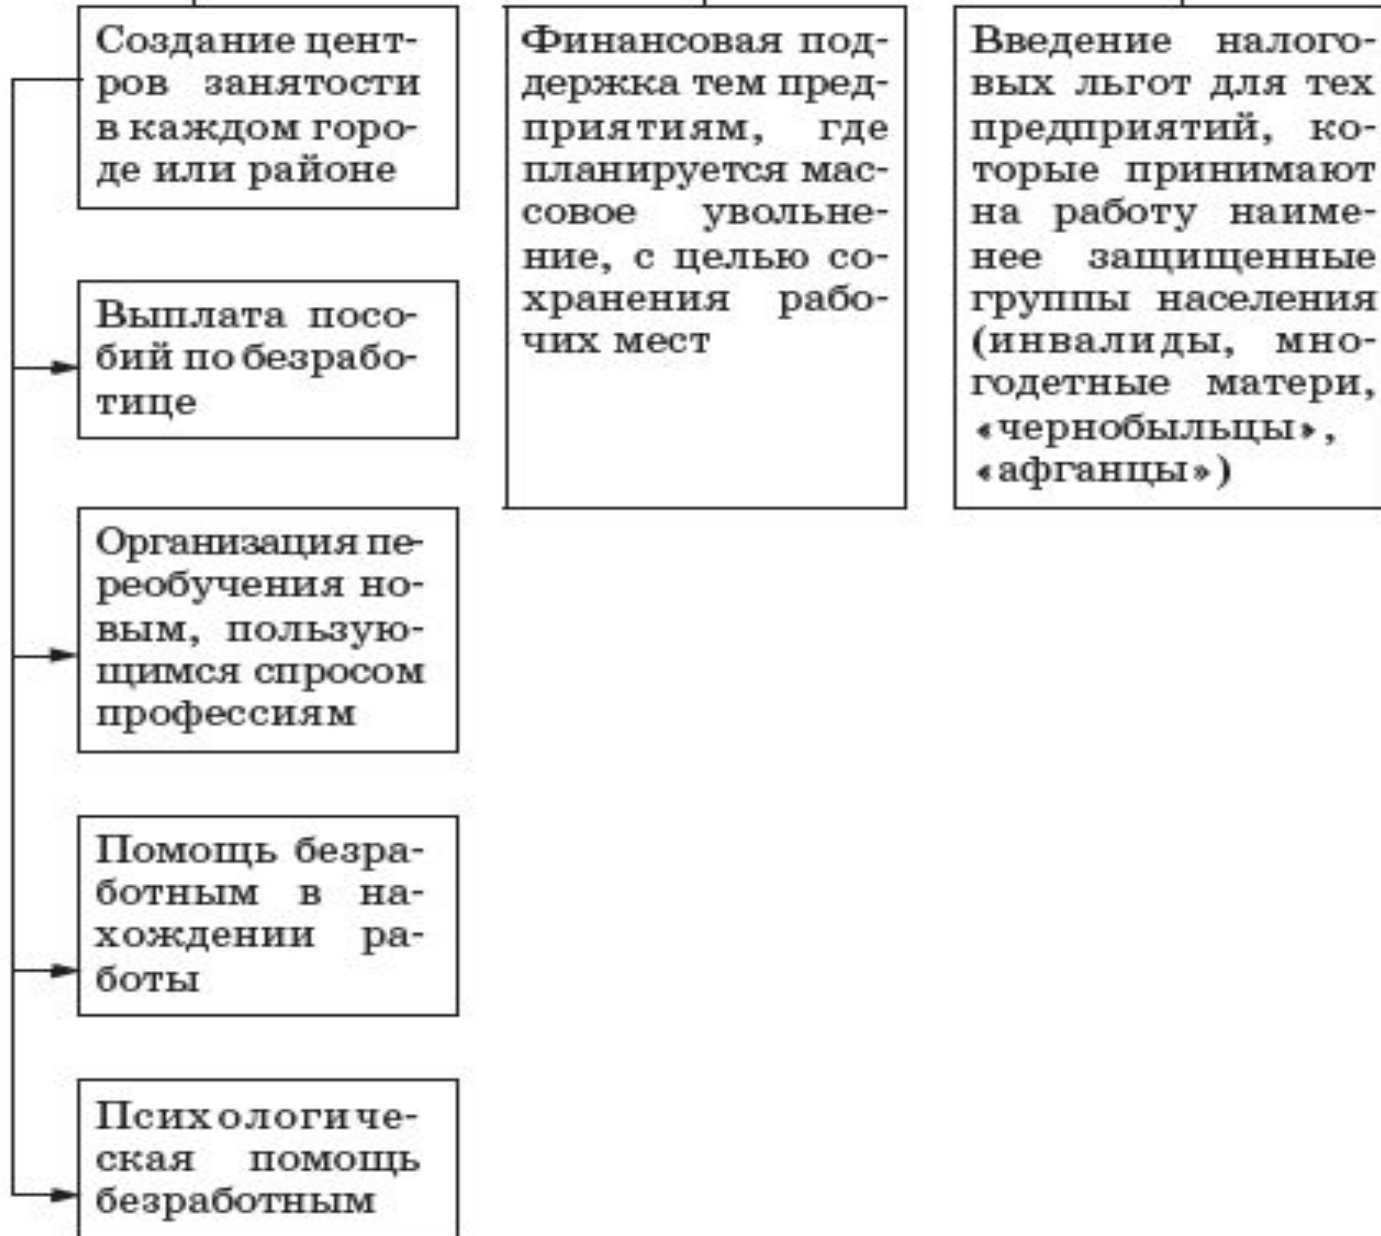 Создание цент-
ров занятости
в каждом горо-
де или районе
Выплата посо-
бий по безрабо-
тице
Организация пе-
реобучения но-
вым, пользую-
щимся спросом
профессиям
Помощь безра-
ботным в на-
хождении ра-
боты
Психологиче-
ская помощь
безработным
Финансовая под-
держка тем пред-
приятиям, где
планируется мас-
совое увольне-
ние, с целью со-
хранения рабо-
чих мест
Введение налого-
вых льгот для тех
предприятий, ко-
торые принимают
на работу наиме-
нее защищенные
группы населения
(инвалиды, мно-
годетные матери,
«чернобыльцы»,
«афганцы»)